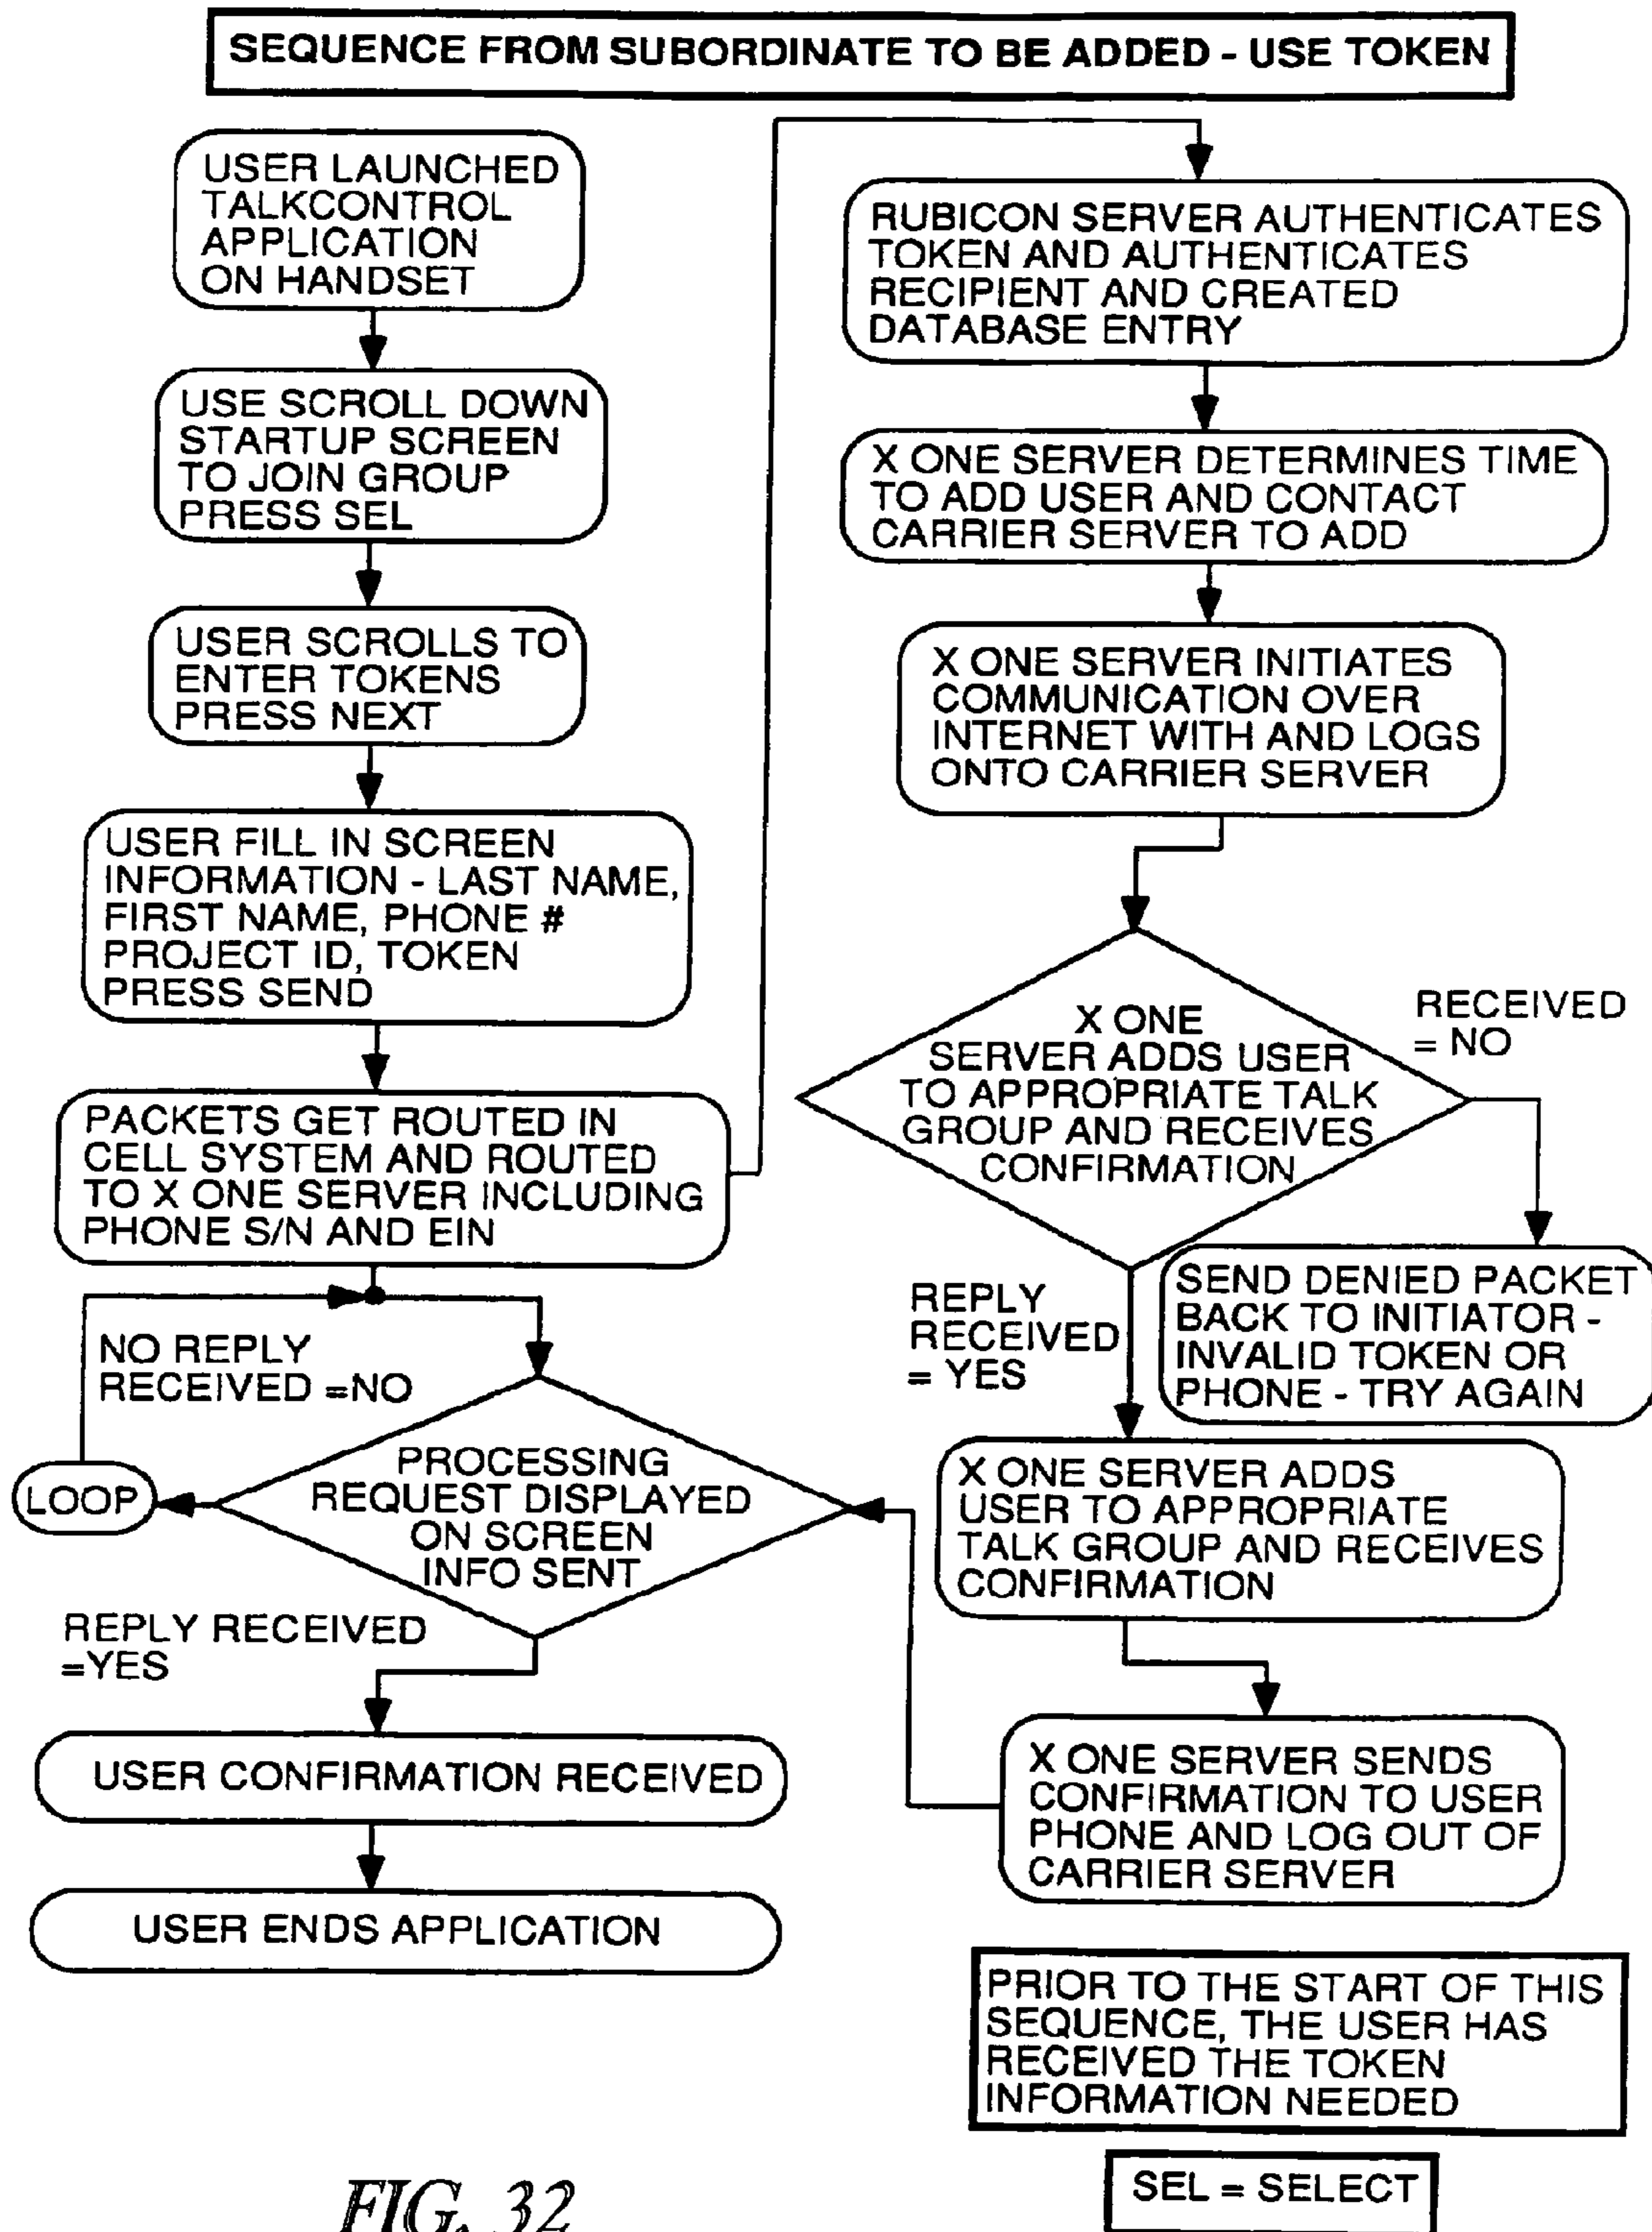 SEQUENCE FROM SUBORDINATE TO BE ADDED - USE TOKEN
USER LAUNCHED
TALKCONTROL
APPLICATION
ON HANDSET
USE SCROLL DOWN
STARTUP SCREEN
TO JOIN GROUP
PRESS SEL
USER SCROLLS TO
ENTER TOKENS
PRESS NEXT
USER FILL IN SCREEN
INFORMATION - LAST NAME,
FIRST NAME, PHONE #
PROJECT ID, TOKEN
PRESS SEND
PACKETS GET ROUTED IN
CELL SYSTEM AND ROUTED
TO X ONE SERVER INCLUDING
PHONE S/N AND EIN
NO REPLY
RECEIVED =NO
LOOP
PROCESSING
REQUEST DISPLAYED
ON SCREEN
INFO SENT
REPLY RECEIVED
=YES
USER CONFIRMATION RECEIVED
USER ENDS APPLICATION
RUBICON SERVER AUTHENTICATES
TOKEN AND AUTHENTICATES
RECIPIENT AND CREATED
DATABASE ENTRY
X ONE SERVER DETERMINES TIME
TO ADD USER AND CONTACT
CARRIER SERVER TO ADD
X ONE SERVER INITIATES
COMMUNICATION OVER
INTERNET WITH AND LOGS
ONTO CARRIER SERVER
X ONE
SERVER ADDS USER
TO APPROPRIATE TALK
GROUP AND RECEIVES
CONFIRMATION
RECEIVED
= NO
SEND DENIED PACKET
BACK TO INITIATOR -
INVALID TOKEN OR
PHONE - TRY AGAIN
REPLY
RECEIVED
= YES
X ONE SERVER ADDS
USER TO APPROPRIATE
TALK GROUP AND RECEIVES
CONFIRMATION
X ONE SERVER SENDS
CONFIRMATION TO USER
PHONE AND LOG OUT OF
CARRIER SERVER
PRIOR TO THE START OF THIS
SEQUENCE, THE USER HAS
RECEIVED THE TOKEN
INFORMATION NEEDED
SEL = SELECT
FIG. 32